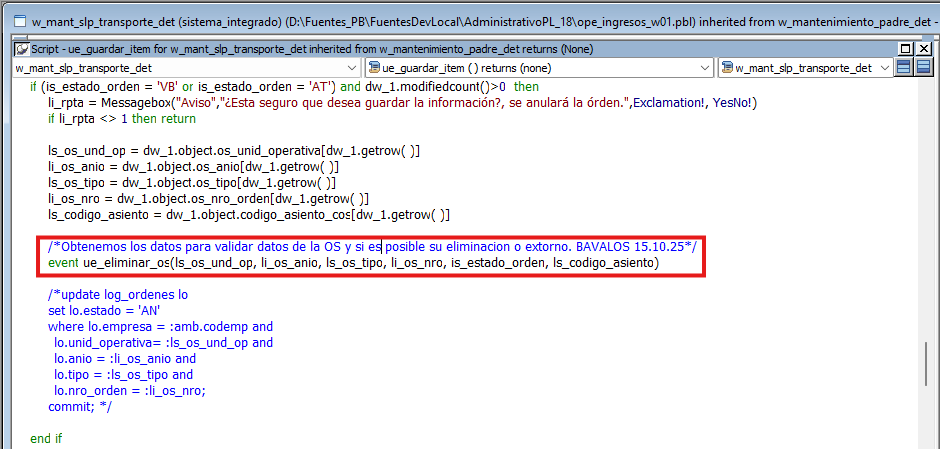 w_mant_slp_transporte_det (sistema_integrado) (D:\Fuentes_PB\FuentesDevLocal\AdministrativoPL_18\ope_ingresos_w01.pbl) inherited from w_mantenimiento_padre_det -
Script - ue_guardar_item for w_mant_slp_transporte_det inherited from w_mantenimiento_padre_det returns (None)
w_mant_slp_transporte_det ue_guardar_item ( ) returns (none) w_mant_slp_transporte_det
if (is_estado_orden = 'VB' or is_estado_orden = 'AT') and dw_1.modifiedcount()>0 then
li_rpta = Messagebox("Aviso","¿Esta seguro que desea guardar la información?, se anulará la órden.",Exclamation!, YesNo!)
if li_rpta <> 1 then return
ls_os_und_op = dw_1.object.os_unid_operativa[dw_1.getrow( )]
li_os_anio = dw_1.object.os_anio[dw_1.getrow( )]
ls_os_tipo = dw_1.object.os_tipo[dw_1.getrow( )]
li_os_nro = dw_1.object.os_nro_orden[dw_1.getrow( )]
ls_codigo_asiento = dw_1.object.codigo_asiento_cos[dw_1.getrow( )]
/*Obtenemos los datos para validar datos de la OS y si es posible su eliminacion o extorno. BAVALOS 15.10.25*/
event ue_eliminar_os(ls_os_und_op, li_os_anio, ls_os_tipo, li_os_nro, is_estado_orden, ls_codigo_asiento)
/*update log_ordenes lo
set lo.estado = 'AN'
where lo.empresa = :amb.codemp and
lo.unid_operativa= :ls_os_und_op and
lo.anio = :li_os_anio and
lo.tipo = :ls_os_tipo and
lo.nro_orden = :li_os_nro;
commit; */
end if